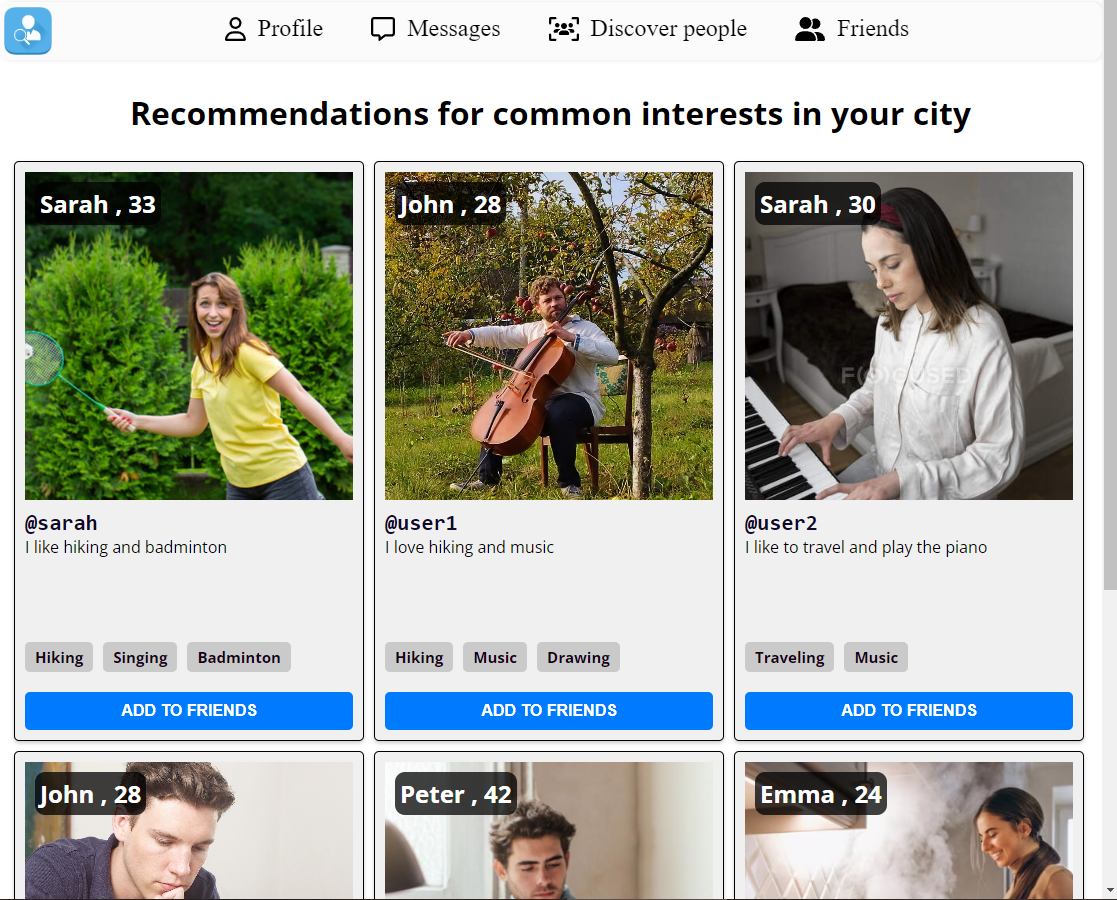 Profile
Messages
Discover people
Friends
Recommendations for common interests in your city
Sarah , 33
John , 28
Sarah , 30
F(O)CUSED
@sarah
@user1
@user2
I like hiking and badminton
I love hiking and music
I like to travel and play the piano
Hiking Singing Badminton
Hiking Music Drawing
Traveling Music
ADD TO FRIENDS
ADD TO FRIENDS
ADD TO FRIENDS
John , 28
Peter , 42
Emma , 24